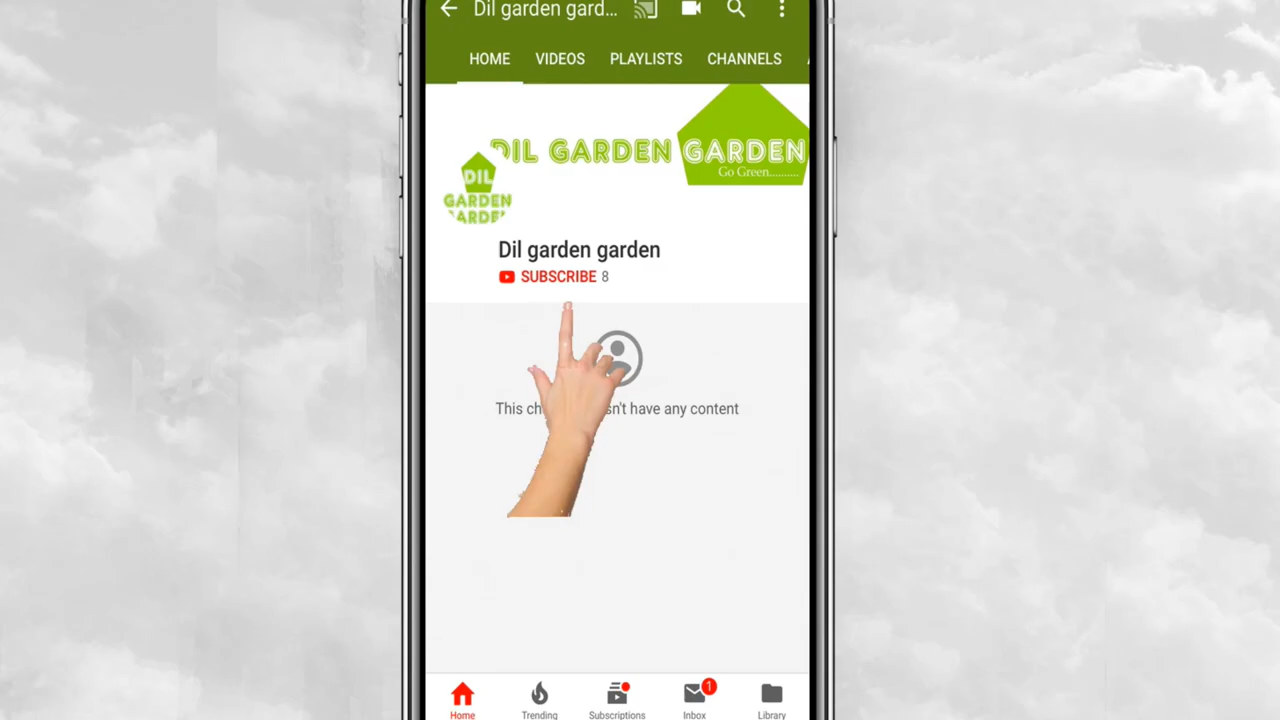 Dil garden gard...
HOME VIDEOS PLAYLISTS CHANNELS
DIL GARDEN GARDEN
Go Green..........
DIL
GARDEN
GARDEN
Dil garden garden
SUBSCRIBE 8
This ch sn't have any content
1
Home Trending Subscriptions Inbox Library